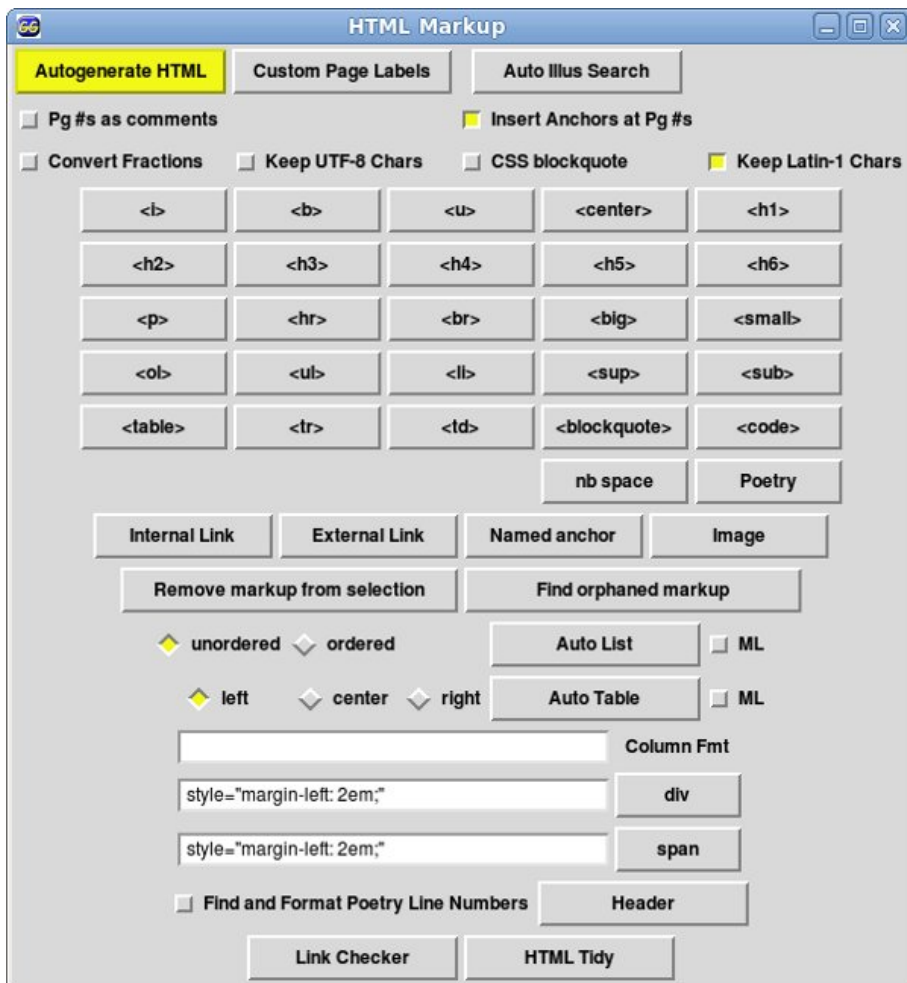 GG HTML Markup
Autogenerate HTML Custom Page Labels Auto Illus Search
Pg #s as comments Insert Anchors at Pg #s
Convert Fractions Keep UTF-8 Chars CSS blockquote Keep Latin-1 Chars
<i> <b> <u> <center> <h1>
<h2> <h3> <h4> <h5> <h6>
<p> <hr> <br> <big> <small>
<ol> <ul> <li> <sup> <sub>
<table> <tr> <td> <blockquote> <code>
nb space Poetry
Internal Link External Link Named anchor Image
Remove markup from selection Find orphaned markup
unordered ordered Auto List ML
left center right Auto Table ML
Column Fmt
style="margin-left: 2em;" div
style="margin-left: 2em;" span
Find and Format Poetry Line Numbers Header
Link Checker HTML Tidy